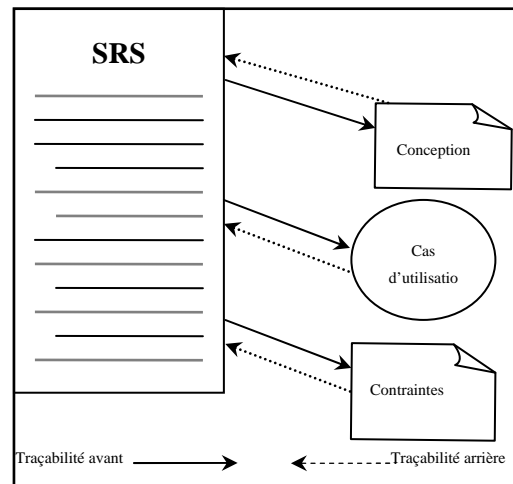 SRS
Conception
Cas
d’utilisatio
Contraintes
Traçabilité avant
Traçabilité arrière